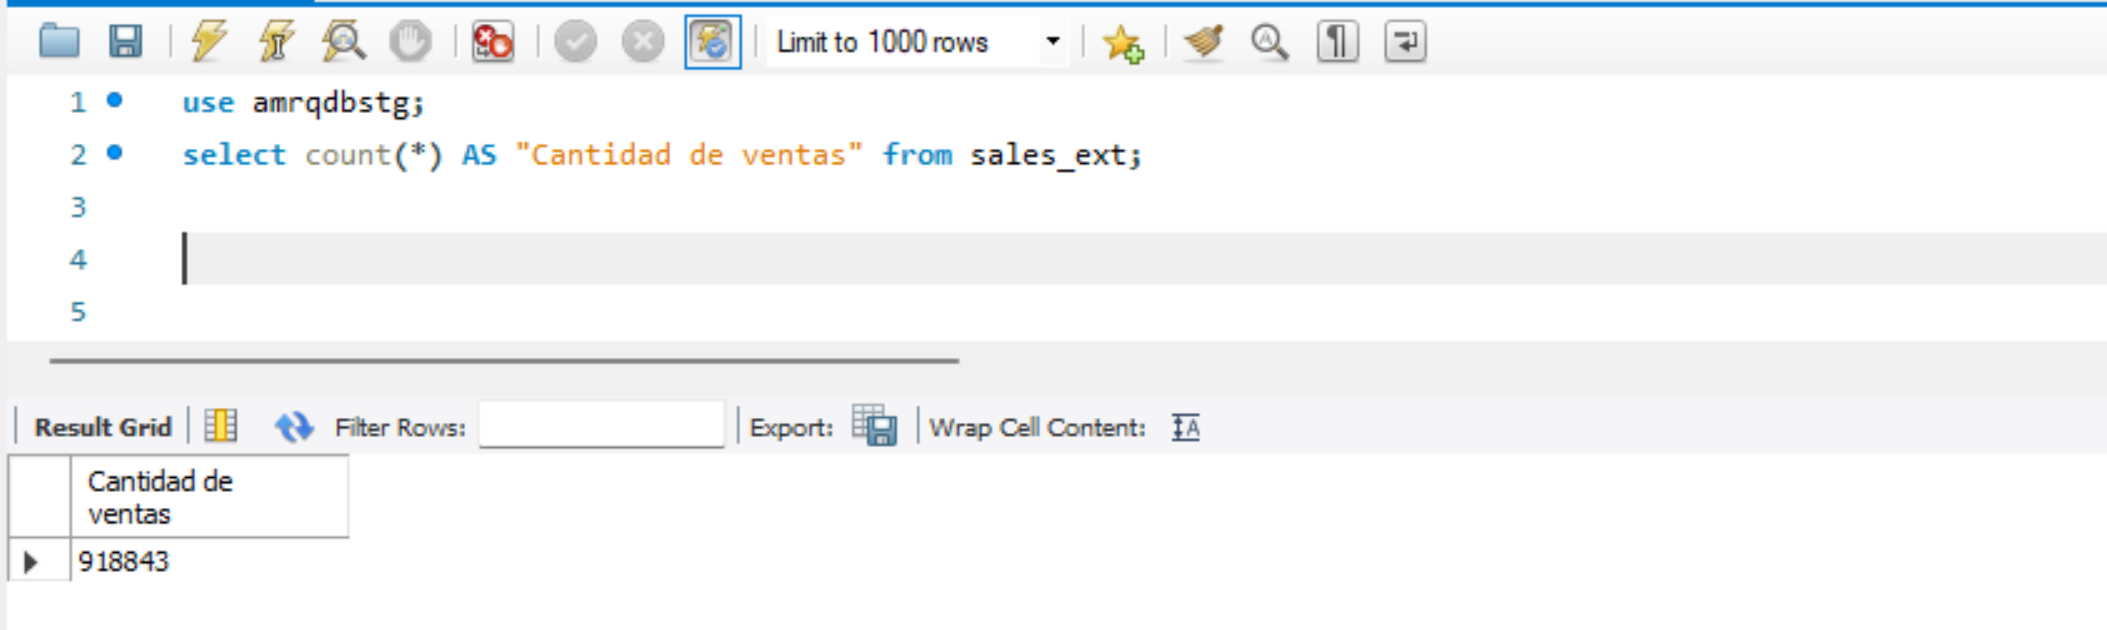 Limit to 1000 rows
1 use amrqdbstg;
2 select count(*) AS "Cantidad de ventas" from sales_ext;
3
4
5
Result Grid Filter Rows: Export: Wrap Cell Content:
Cantidad de
ventas
918843